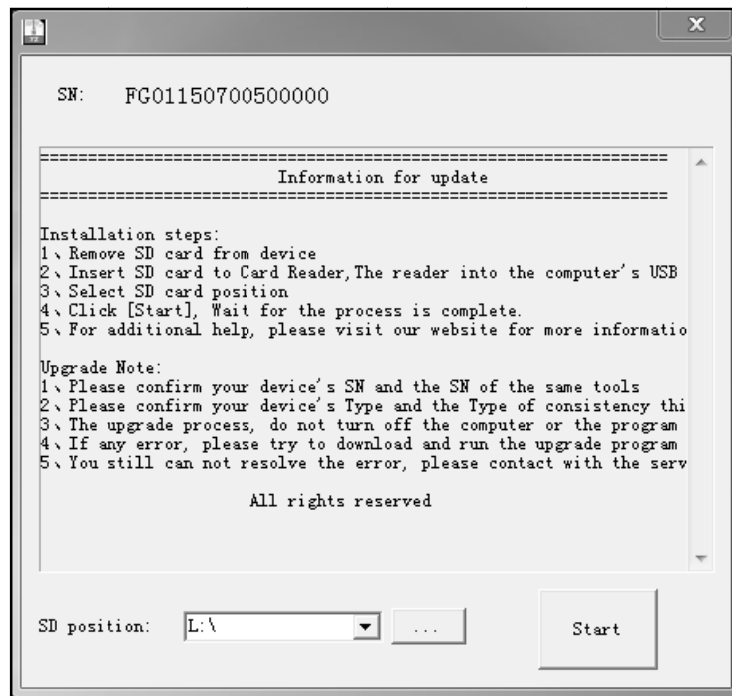 SN: FG01150700500000
=================================================================
Information for update
=================================================================
Installation steps:
1、Remove SD card from device
2、Insert SD card to Card Reader,The reader into the computer's USB
3、Select SD card position
4、Click [Start], Wait for the process is complete.
5、For additional help, please visit our website for more informatio
Upgrade Note:
1、Please confirm your device's SN and the SN of the same tools
2、Please confirm your device's Type and the Type of consistency thi
3、The upgrade process, do not turn off the computer or the program
4、If any error, please try to download and run the upgrade program
5、You still can not resolve the error, please contact with the serv
All rights reserved
SD position: L:\ ... Start